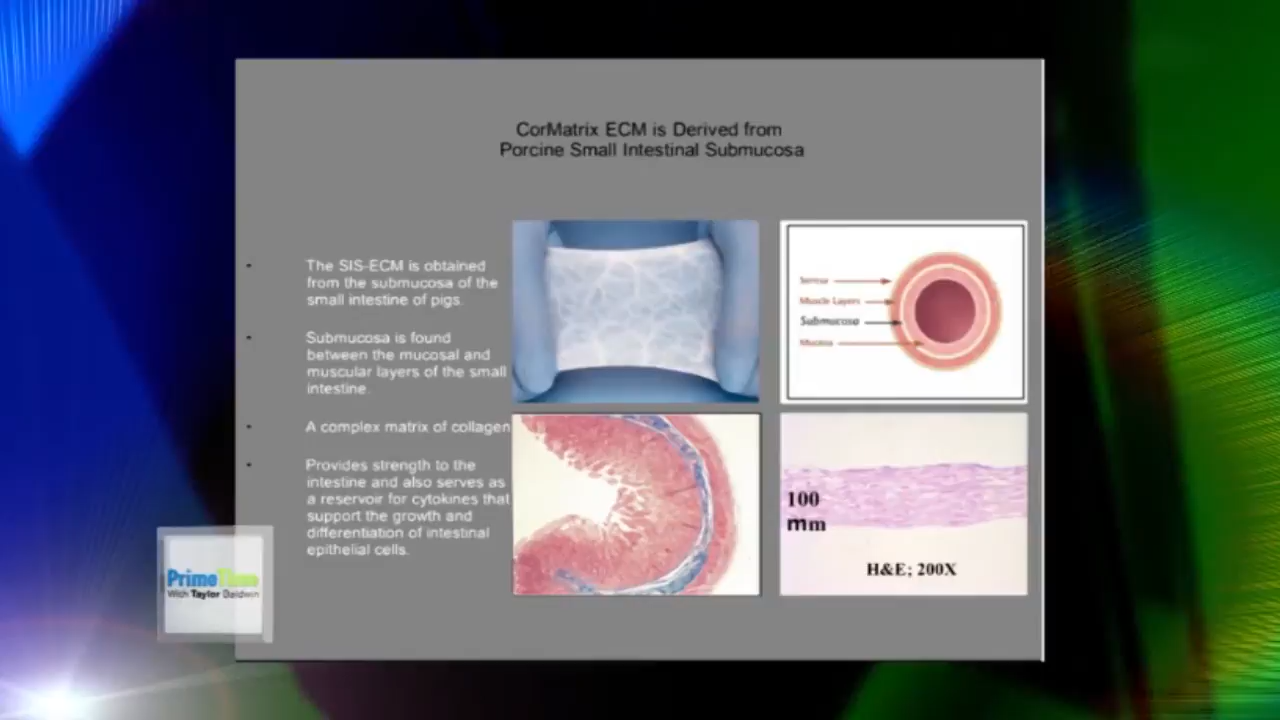 CorMatrix ECM is Derived from
Porcine Small Intestinal Submucosa
The SIS-ECM is obtained
from the submucosa of the
small intestine of pigs.
Submucosa is found
between the mucosal and
muscular layers of the small
intestine.
A complex matrix of collagen
Provides strength to the
intestine and also serves as
a reservoir for cytokines that
support the growth and
differentiation of intestinal
epithelial cells.
Serosa
Muscle Layers
Submucosa
Mucosa
100
mm
H&E; 200X
PrimeTime
With Taylor Baldwin